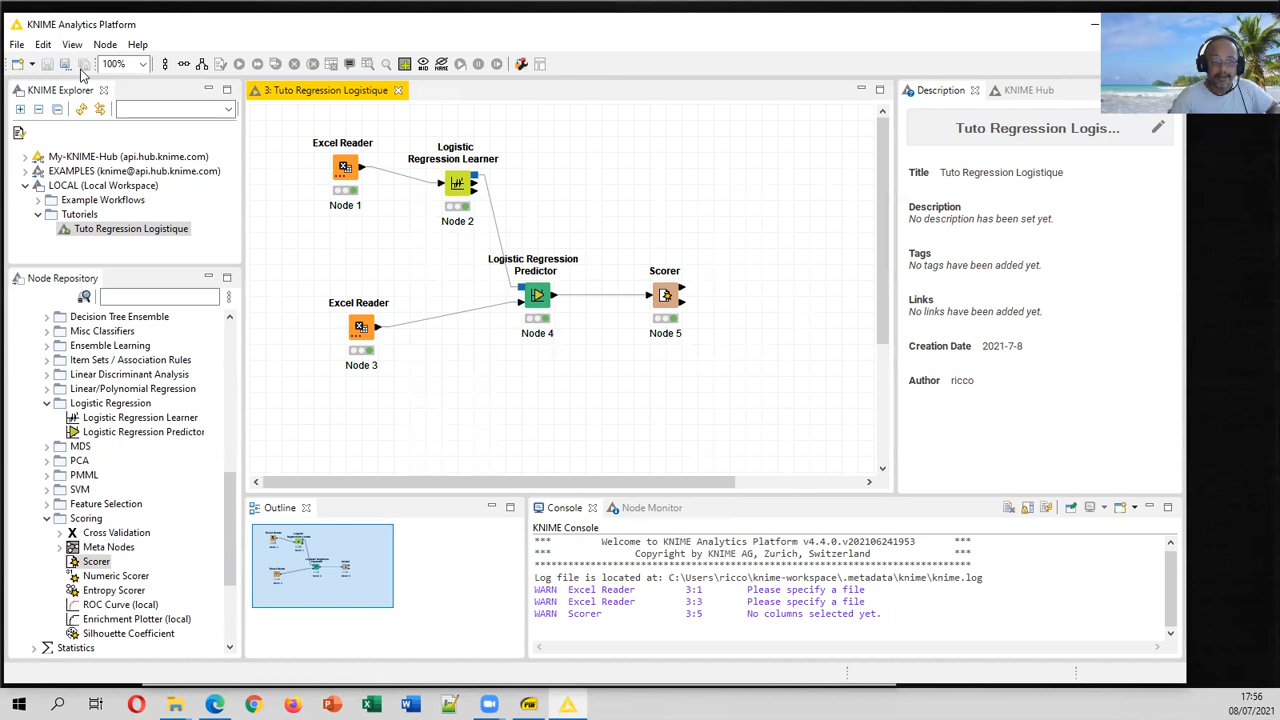 KNIME Analytics Platform
File Edit View Node Help
100%
KNIME Explorer
My-KNIME-Hub (api.hub.knime.com)
EXAMPLES (knime@api.hub.knime.com)
LOCAL (Local Workspace)
Example Workflows
Tutoriels
Tuto Regression Logistique
Node Repository
Decision Tree Ensemble
Misc Classifiers
Ensemble Learning
Item Sets / Association Rules
Linear Discriminant Analysis
Linear/Polynomial Regression
Logistic Regression
Logistic Regression Learner
Logistic Regression Predictor
MDS
PCA
PMML
SVM
Feature Selection
Scoring
Cross Validation
Meta Nodes
Scorer
Numeric Scorer
Entropy Scorer
ROC Curve (local)
Enrichment Plotter (local)
Silhouette Coefficient
Statistics
3: Tuto Regression Logistique
Excel Reader
Node 1
Logistic
Regression Learner
Node 2
Logistic Regression
Predictor
Node 4
Scorer
Node 5
Excel Reader
Node 3
Outline
Description
KNIME Hub
Tuto Regression Logis...
Title Tuto Regression Logistique
Description
No description has been set yet.
Tags
No tags have been added yet.
Links
No links have been added yet.
Creation Date 2021-7-8
Author ricco
Console
Node Monitor
KNIME Console
*** Welcome to KNIME Analytics Platform v4.4.0.v202106241953 ***
*** Copyright by KNIME AG, Zurich, Switzerland ***
Log file is located at: C:\Users\ricco\knime-workspace\.metadata\knime\knime.log
WARN Excel Reader 3:1 Please specify a file
WARN Excel Reader 3:3 Please specify a file
WARN Scorer 3:5 No columns selected yet.
17:56
08/07/2021